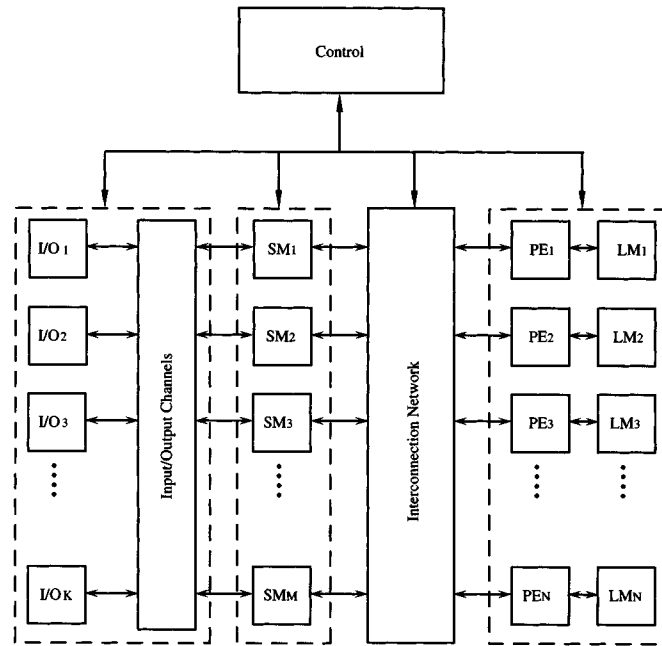 Control
I/O 1
SM1
PE1
LM1
I/O2
SM2
PE2
LM2
I/O3
SM3
PE3
LM3
Input/Output Channels
Interconnection Network
I/OK
SMM
PEN
LMN